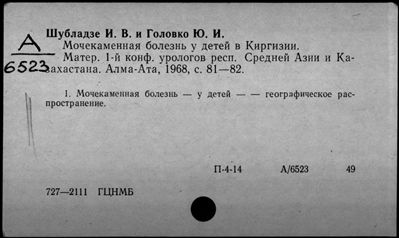 А
6523
Шубладзе И. В. и Головко Ю. И.
Мочекаменная болезнь у детей в Киргизии.
Матер. 1-й конф. урологов респ. Средней Азии и Ка-
захастана. Алма-Ата, 1968, с. 81—82.
1. Мочекаменная болезнь — у детей — — географическое рас-
пространение.
П-4-14 А/6523 49
727—2111 ГЦНМБ